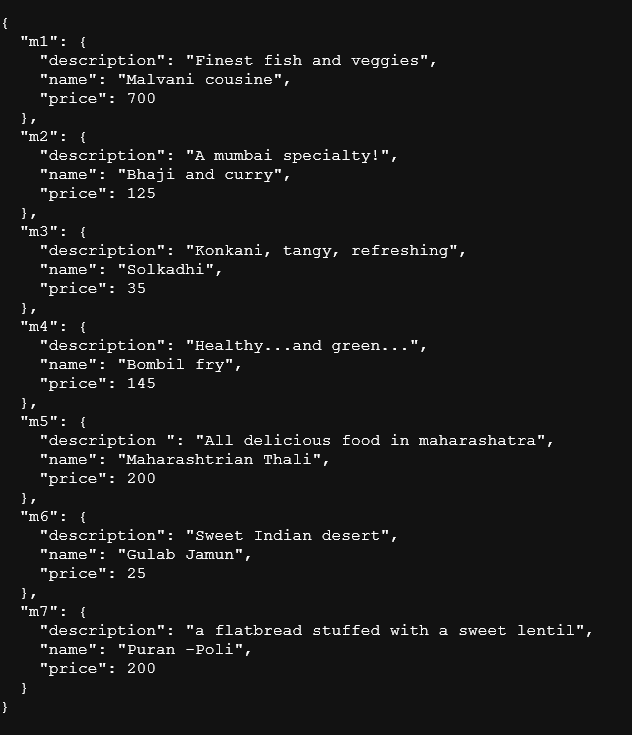 {
  "m1": {
    "description": "Finest fish and veggies",
    "name": "Malvani cousine",
    "price": 700
  },
  "m2": {
    "description": "A mumbai specialty!",
    "name": "Bhaji and curry",
    "price": 125
  },
  "m3": {
    "description": "Konkani, tangy, refreshing",
    "name": "Solkadhi",
    "price": 35
  },
  "m4": {
    "description": "Healthy...and green...",
    "name": "Bombil fry",
    "price": 145
  },
  "m5": {
    "description ": "All delicious food in maharashatra",
    "name": "Maharashtrian Thali",
    "price": 200
  },
  "m6": {
    "description": "Sweet Indian desert",
    "name": "Gulab Jamun",
    "price": 25
  },
  "m7": {
    "description": "a flatbread stuffed with a sweet lentil",
    "name": "Puran –Poli",
    "price": 200
  }
}